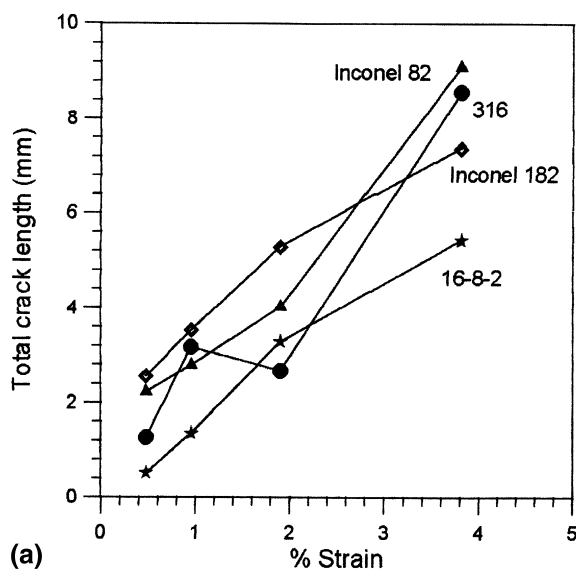 10
8
6
4
2
0
Total crack length (mm)
Inconel 82
316
Inconel 182
16-8-2
0 1 2 3 4 5
% Strain
(a)